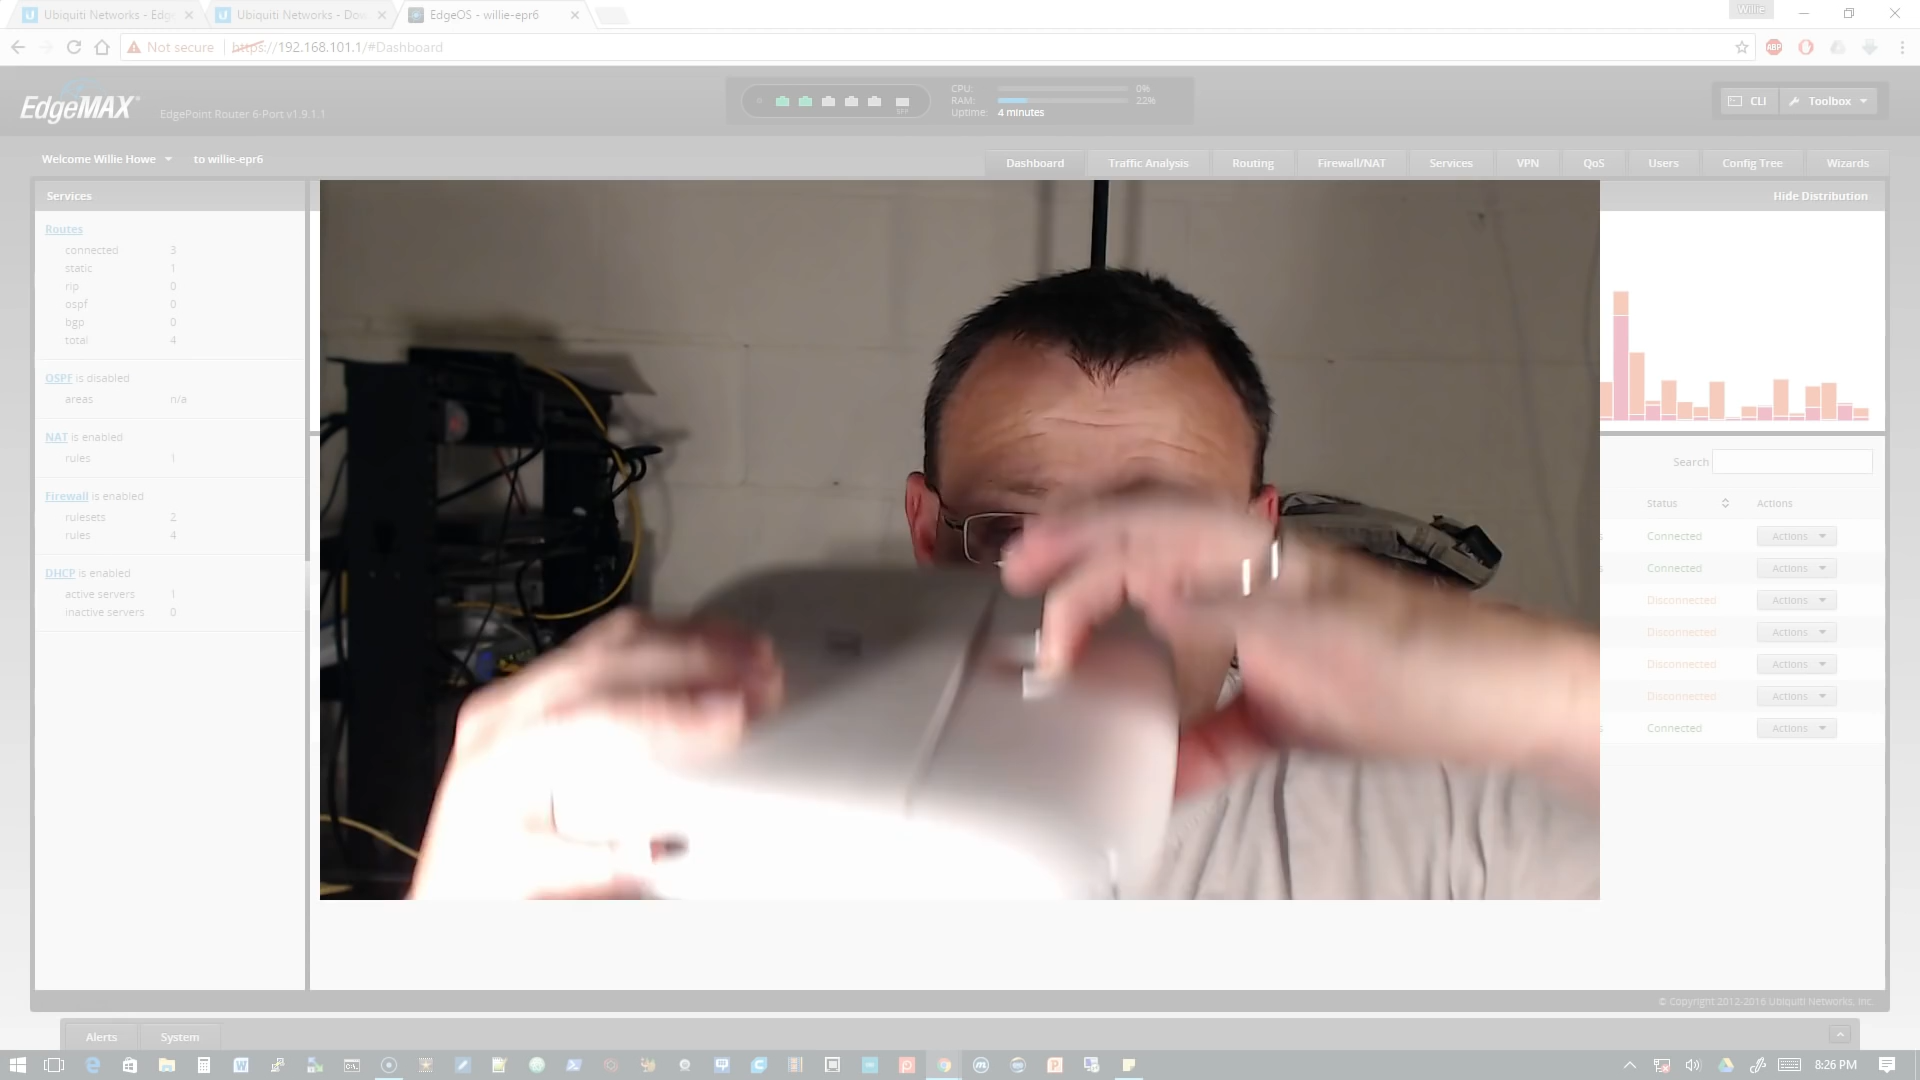 Ubiquiti Networks - Edg
Ubiquiti Networks - Dow
EdgeOS - willie-epr6
Willie
Not secure
https://192.168.101.1/#Dashboard
ABP
EdgeMAX
EdgePoint Router 6-Port v1.9.1.1
SFP
CPU: 0%
RAM: 22%
Uptime: 4 minutes
CLI
Toolbox
Welcome Willie Howe
to willie-epr6
Dashboard
Traffic Analysis
Routing
Firewall/NAT
Services
VPN
QoS
Users
Config Tree
Wizards
Services
Hide Distribution
Routes
connected 3
static 1
rip 0
ospf 0
bgp 0
total 4
OSPF is disabled
areas n/a
NAT is enabled
rules 1
Firewall is enabled
rulesets 2
rules 4
DHCP is enabled
active servers 1
inactive servers 0
Search
Status
Actions
Connected Actions
Connected Actions
Disconnected Actions
Disconnected Actions
Disconnected Actions
Disconnected Actions
Connected Actions
© Copyright 2012-2016 Ubiquiti Networks, Inc.
Alerts
System
8:26 PM